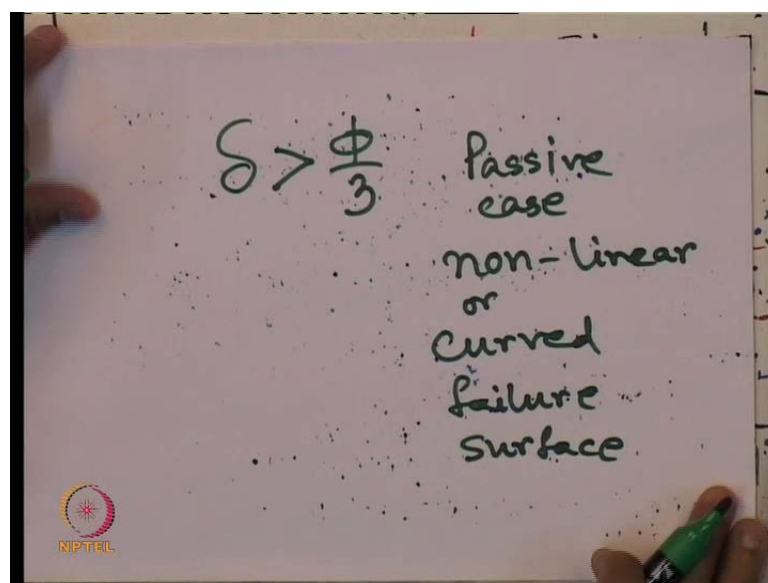 δ > φ/3
Passive
case
non-linear
or
curved
failure
surface
NPTEL